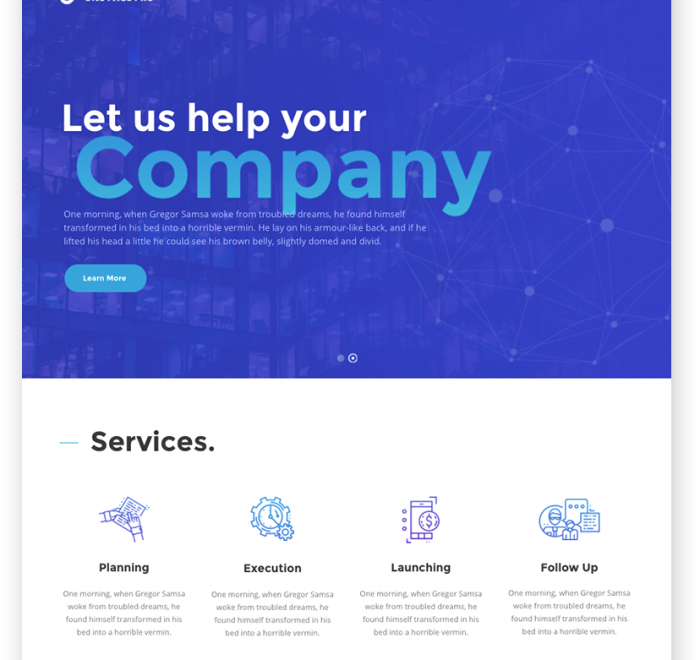 Let us help your
Company
One morning, when Gregor Samsa woke from troubled dreams, he found himself
transformed in his bed into a horrible vermin. He lay on his armour-like back, and if he
lifted his head a little he could see his brown belly, slightly domed and divid.
Learn More
Services.
Planning
One morning, when Gregor Samsa
woke from troubled dreams, he
found himself transformed in his
bed into a horrible vermin.
Execution
One morning, when Gregor Samsa
woke from troubled dreams, he
found himself transformed in his
bed into a horrible vermin.
Launching
One morning, when Gregor Samsa
woke from troubled dreams, he
found himself transformed in his
bed into a horrible vermin.
Follow Up
One morning, when Gregor Samsa
woke from troubled dreams, he
found himself transformed in his
bed into a horrible vermin.